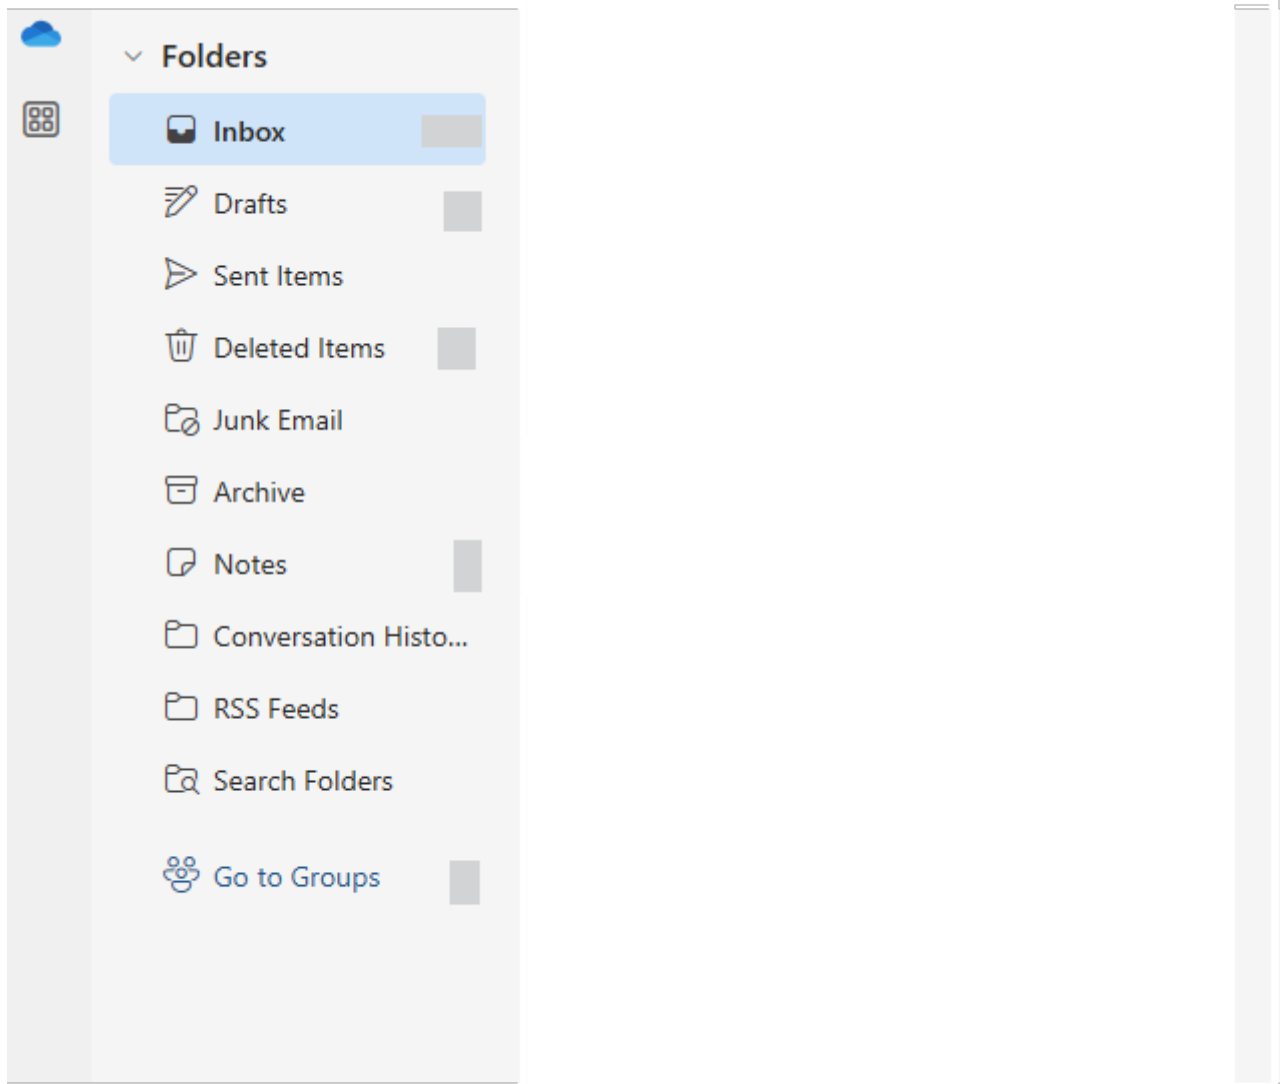 Folders
Inbox
Drafts
Sent Items
Deleted Items
Junk Email
Archive
Notes
Conversation Histo...
RSS Feeds
Search Folders
Go to Groups